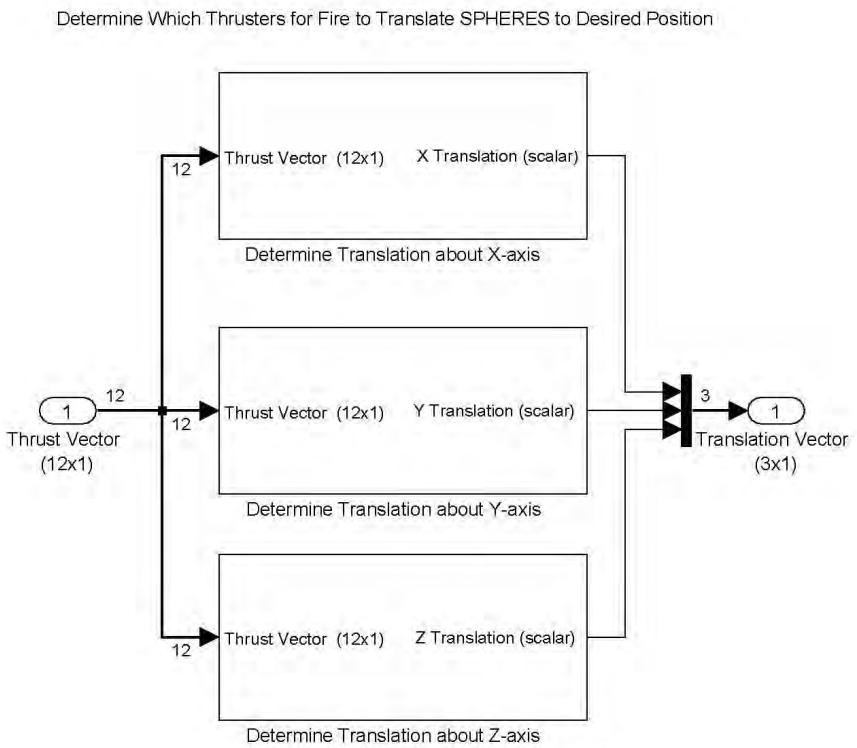 Determine Which Thrusters for Fire to Translate SPHERES to Desired Position
Thrust Vector (12x1)
X Translation (scalar)
12
Determine Translation about X-axis
1
12
Thrust Vector
(12x1)
Thrust Vector (12x1)
Y Translation (scalar)
12
Determine Translation about Y-axis
3
1
Translation Vector
(3x1)
Thrust Vector (12x1)
Z Translation (scalar)
12
Determine Translation about Z-axis